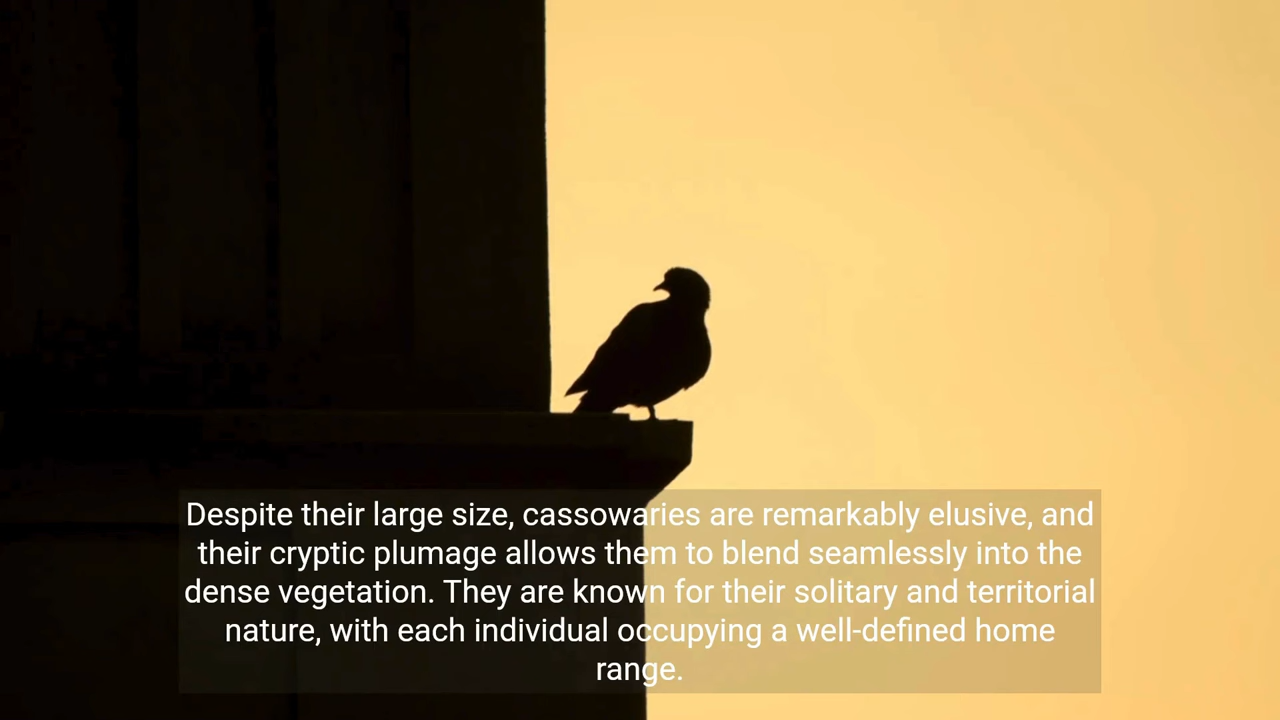 Despite their large size, cassowaries are remarkably elusive, and
their cryptic plumage allows them to blend seamlessly into the
dense vegetation. They are known for their solitary and territorial
nature, with each individual occupying a well-defined home
range.